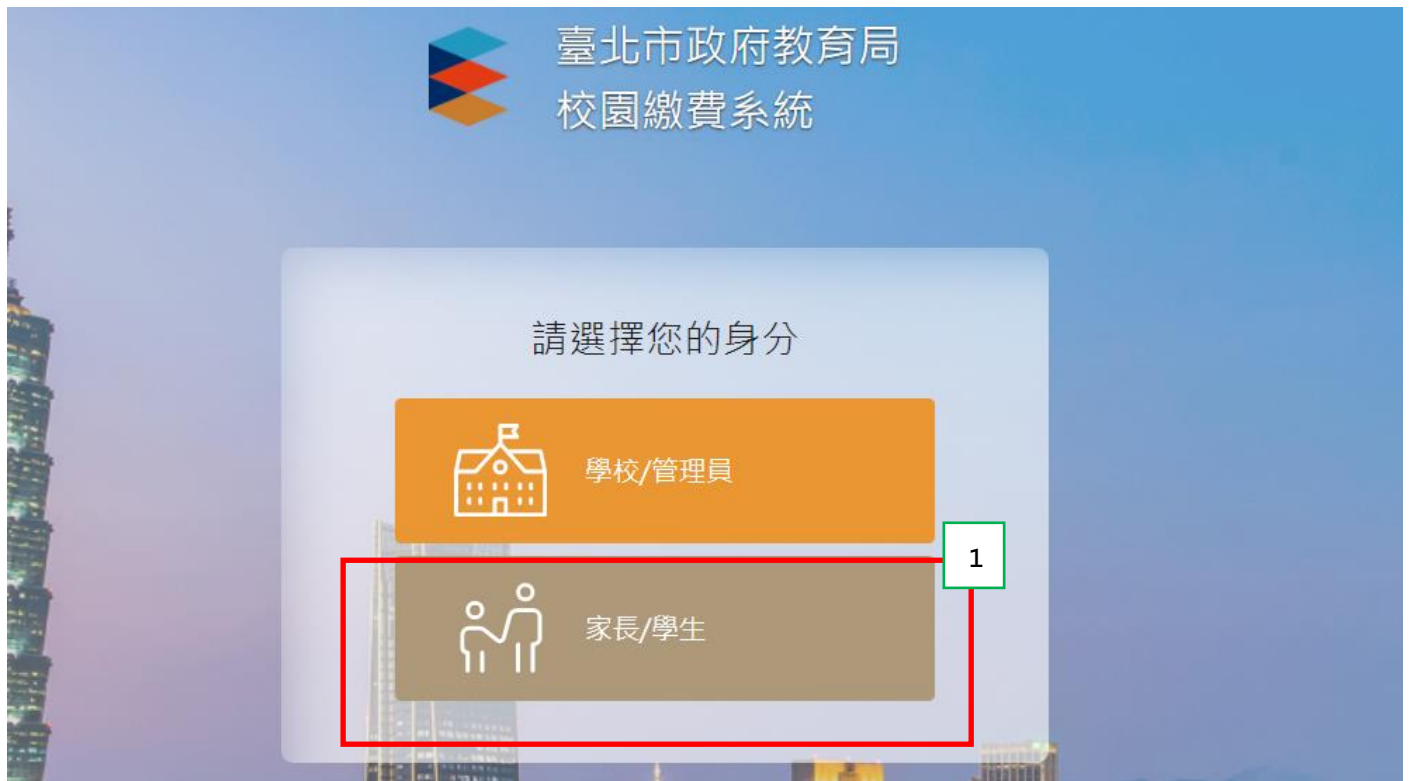 臺北市政府教育局
校園繳費系統
請選擇您的身分
學校/管理員
1
家長/學生